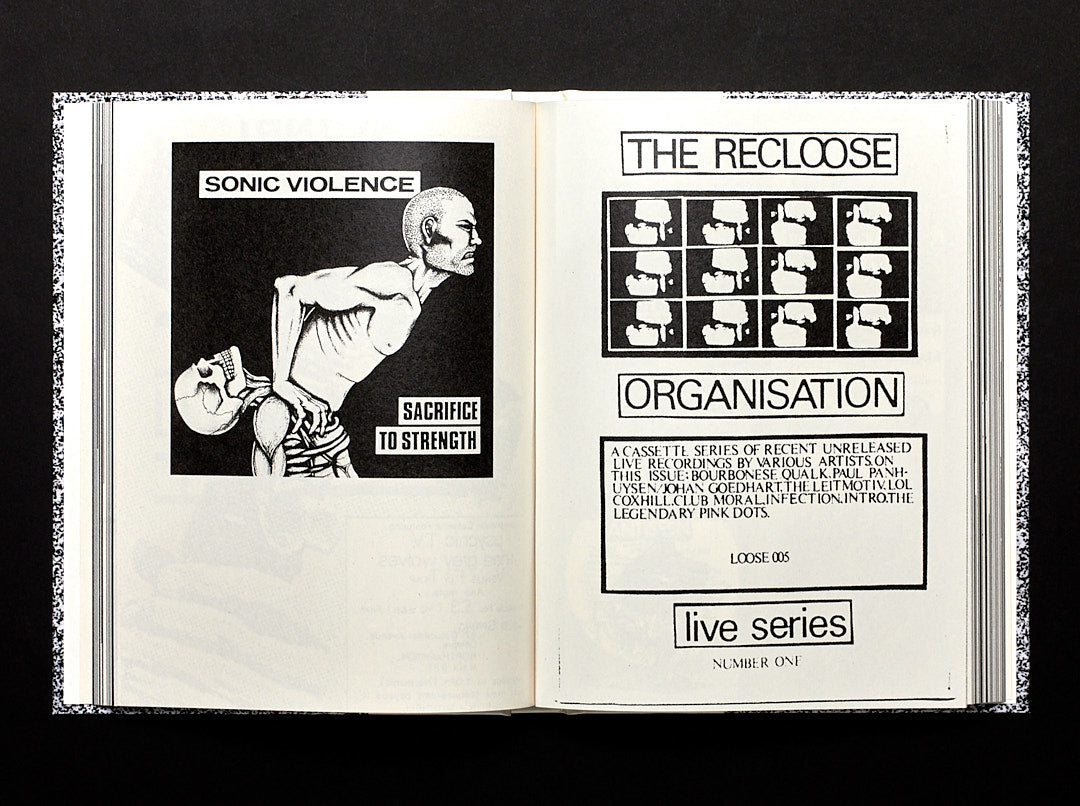 SONIC VIOLENCE
SACRIFICE
TO STRENGTH
THE RECLOOSE
ORGANISATION
A CASSETTE SERIES OF RECENT UNRELEASED
LIVE RECORDINGS BY VARIOUS ARTISTS.ON
THIS ISSUE: BOURBONESE QUALK.PAUL PANH-
UYSEN/JOHAN GOEDHART.THE LEITMOTIV.LOL
COXHILL.CLUB MORAL.INFECTION.INTRO.THE
LEGENDARY PINK DOTS.
LOOSE 005
live series
NUMBER ONE